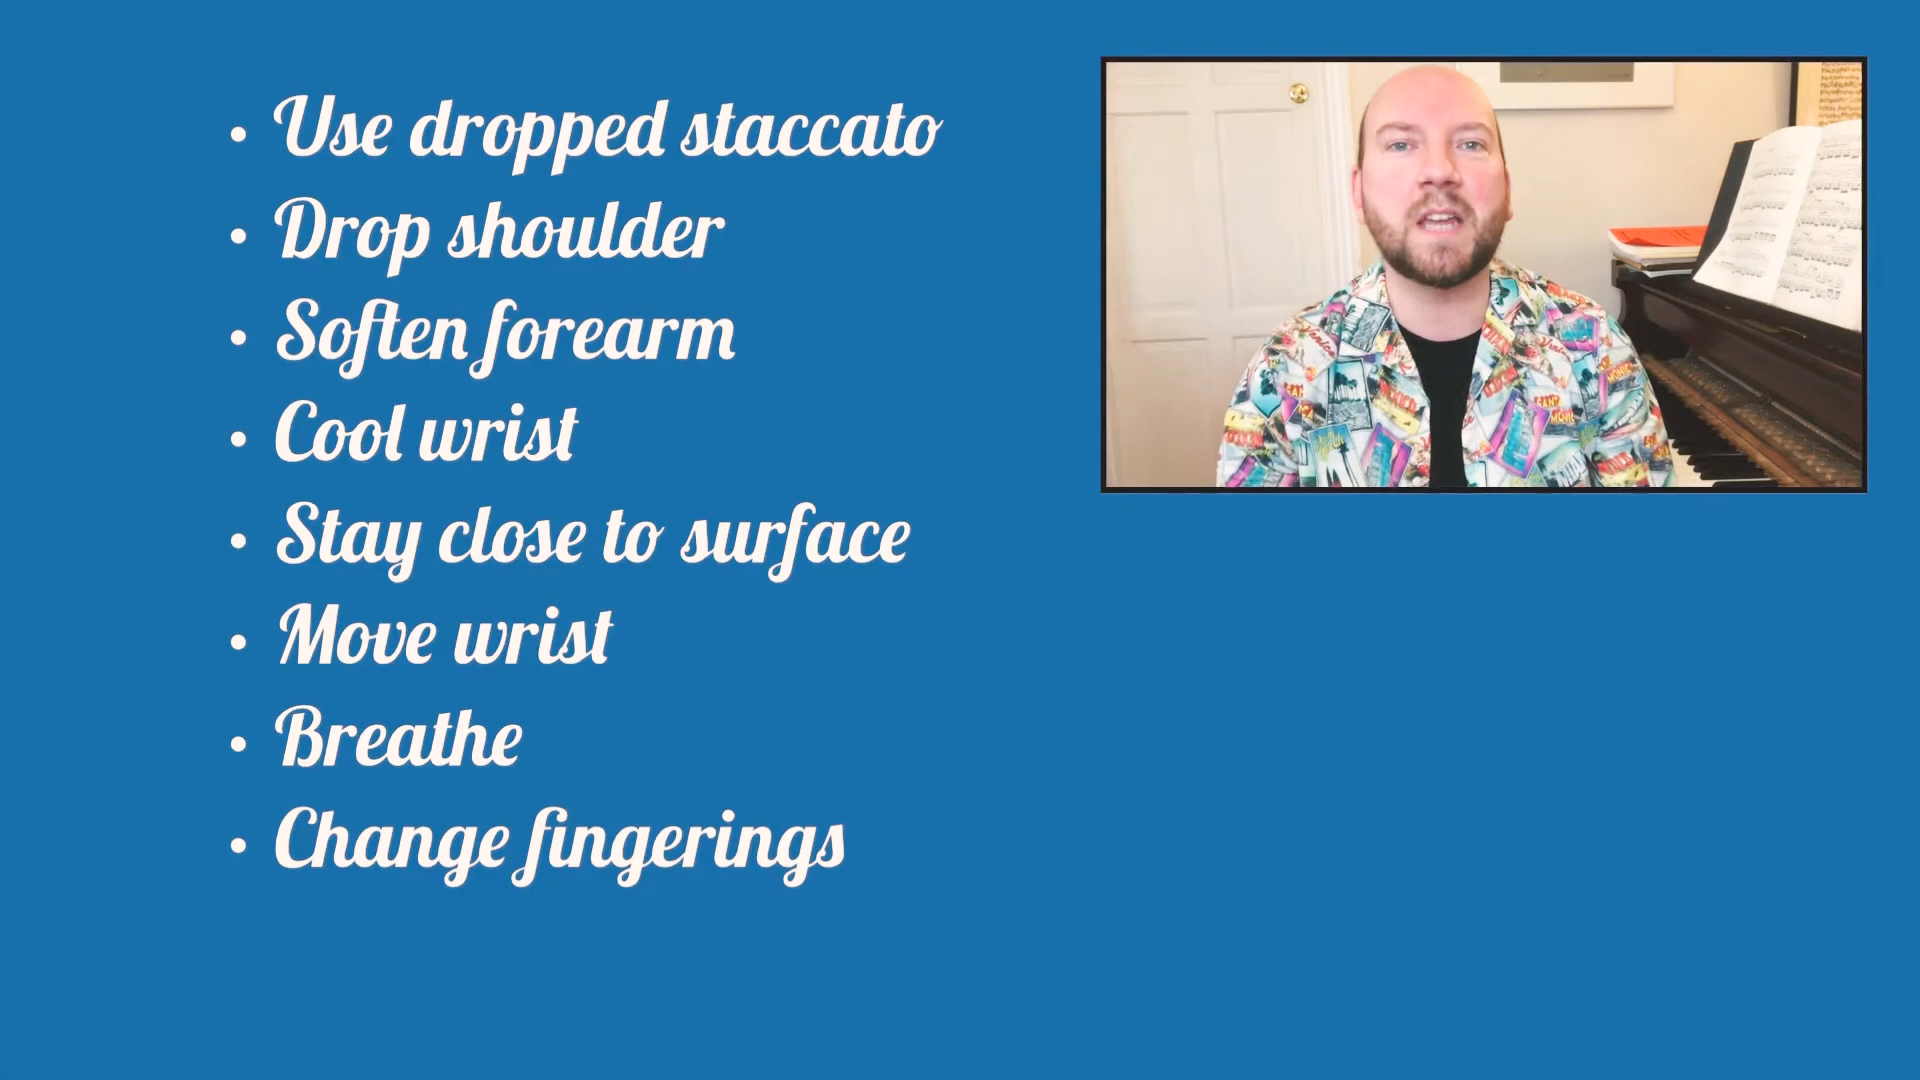 • Use dropped staccato
• Drop shoulder
• Soften forearm
• Cool wrist
• Stay close to surface
• Move wrist
• Breathe
• Change fingerings